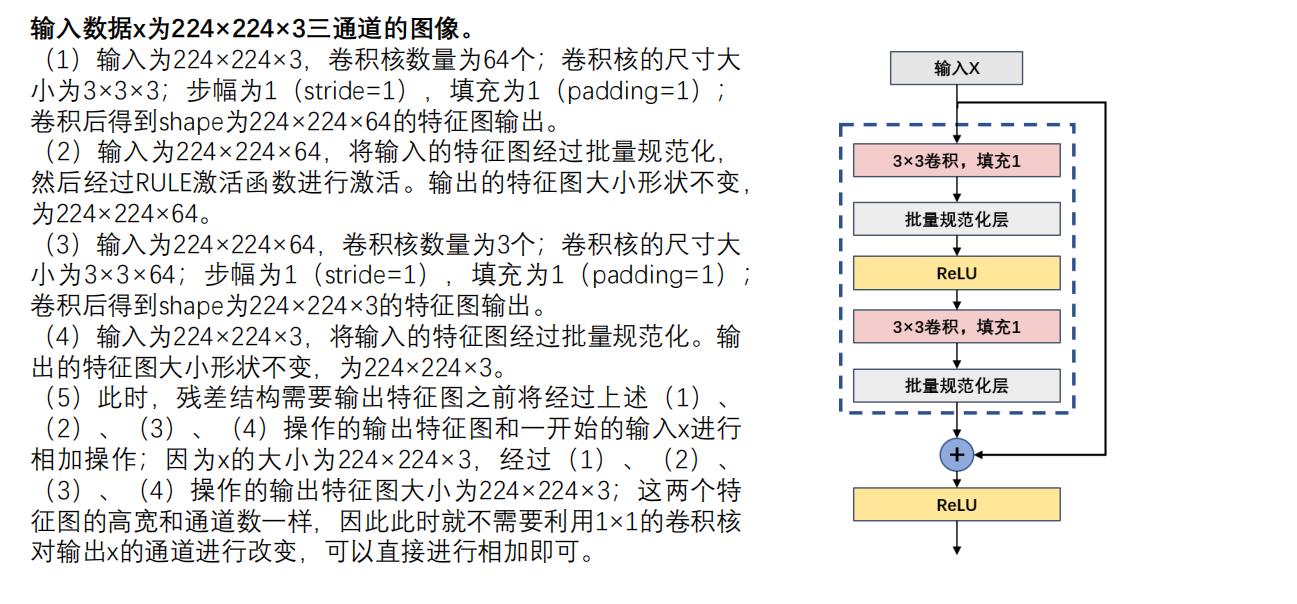 输入数据x为224×224×3三通道的图像。
（1）输入为224×224×3，卷积核数量为64个；卷积核的尺寸大
小为3×3×3；步幅为1（stride=1），填充为1（padding=1）；
卷积后得到shape为224×224×64的特征图输出。
（2）输入为224×224×64，将输入的特征图经过批量规范化，
然后经过RULE激活函数进行激活。输出的特征图大小形状不变，
为224×224×64。
（3）输入为224×224×64，卷积核数量为3个；卷积核的尺寸大
小为3×3×64；步幅为1（stride=1），填充为1（padding=1）；
卷积后得到shape为224×224×3的特征图输出。
（4）输入为224×224×3，将输入的特征图经过批量规范化。输
出的特征图大小形状不变，为224×224×3。
（5）此时，残差结构需要输出特征图之前将经过上述（1）、
（2）、（3）、（4）操作的输出特征图和一开始的输入x进行
相加操作；因为x的大小为224×224×3，经过（1）、（2）、
（3）、（4）操作的输出特征图大小为224×224×3；这两个特
征图的高宽和通道数一样，因此此时就不需要利用1×1的卷积核
对输出x的通道进行改变，可以直接进行相加即可。
输入X
3×3卷积，填充1
批量规范化层
ReLU
3×3卷积，填充1
批量规范化层
+
ReLU